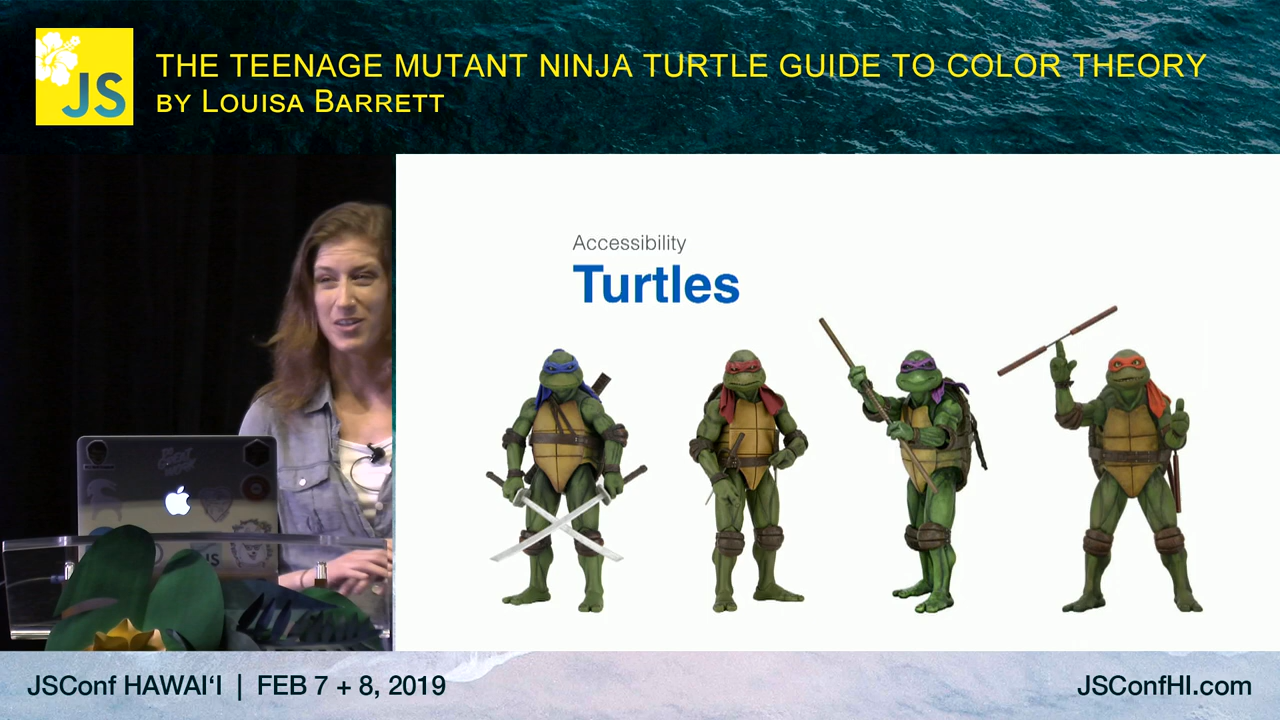 JS
THE TEENAGE MUTANT NINJA TURTLE GUIDE TO COLOR THEORY
BY LOUISA BARRETT
Accessibility
Turtles
JS
JSConf HAWAI‘I | FEB 7 + 8, 2019
JSConfHI.com